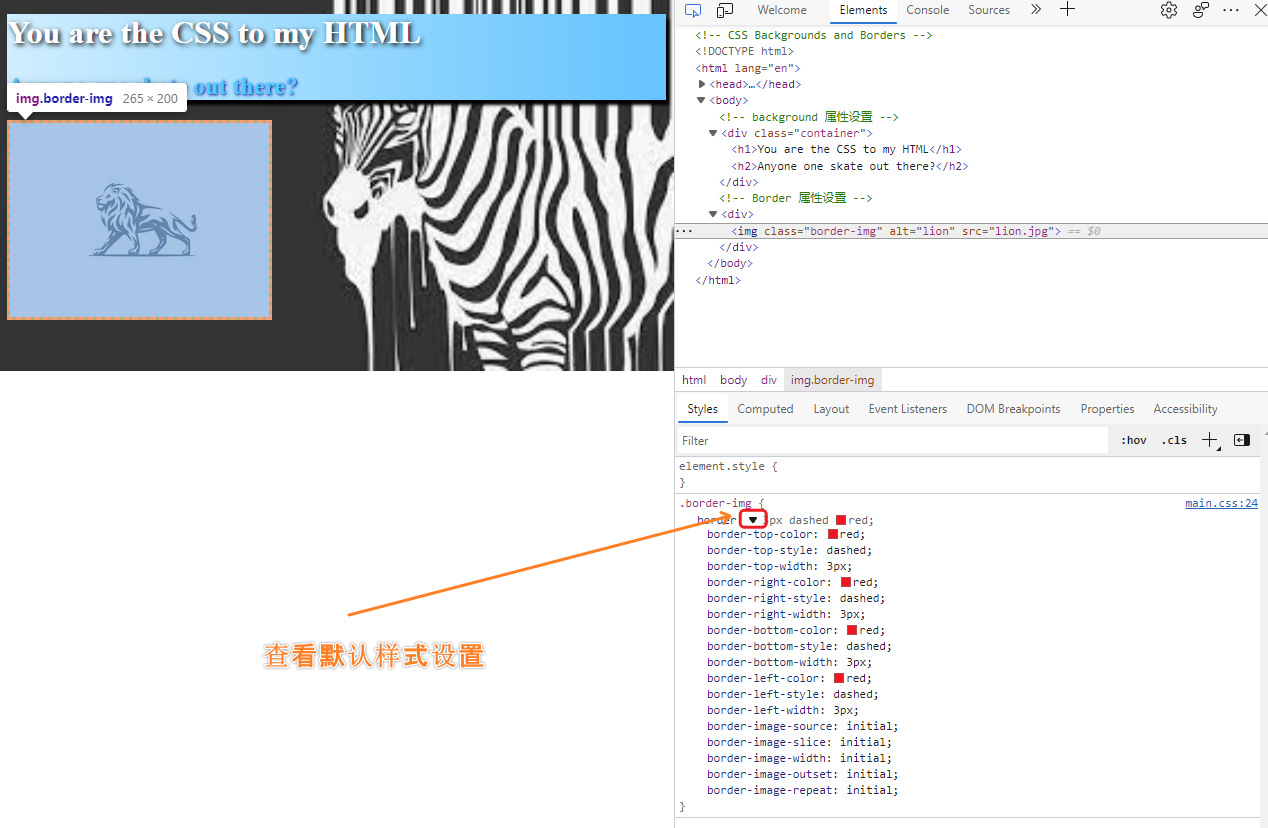 You are the CSS to my HTML
out there?
img.border-img 265 × 200
查看默认样式设置
Welcome Elements Console Sources
<!-- CSS Backgrounds and Borders -->
<!DOCTYPE html>
<html lang="en">
<head>…</head>
<body>
<!-- background 属性设置 -->
<div class="container">
<h1>You are the CSS to my HTML</h1>
<h2>Anyone one skate out there?</h2>
</div>
<!-- Border 属性设置 -->
<div>
··· <img class="border-img" alt="lion" src="lion.jpg"> == $0
</div>
</body>
</html>
html body div img.border-img
Styles Computed Layout Event Listeners DOM Breakpoints Properties Accessibility
Filter :hov .cls
element.style {
}
.border-img { main.css:24
border: 3px dashed red;
border-top-color: red;
border-top-style: dashed;
border-top-width: 3px;
border-right-color: red;
border-right-style: dashed;
border-right-width: 3px;
border-bottom-color: red;
border-bottom-style: dashed;
border-bottom-width: 3px;
border-left-color: red;
border-left-style: dashed;
border-left-width: 3px;
border-image-source: initial;
border-image-slice: initial;
border-image-width: initial;
border-image-outset: initial;
border-image-repeat: initial;
}